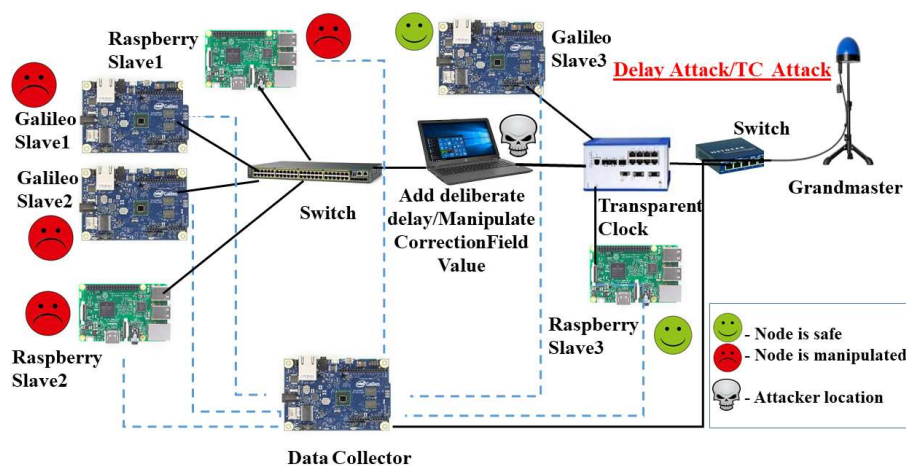 Raspberry
Slave1
Galileo
Slave3
Delay Attack/TC Attack
Galileo
Slave1
Switch
Galileo
Slave2
Switch
Add deliberate
delay/Manipulate
CorrectionField
Value
Transparent
Clock
Grandmaster
Raspberry
Slave2
Raspberry
Slave3
- Node is safe
- Node is manipulated
- Attacker location
Data Collector